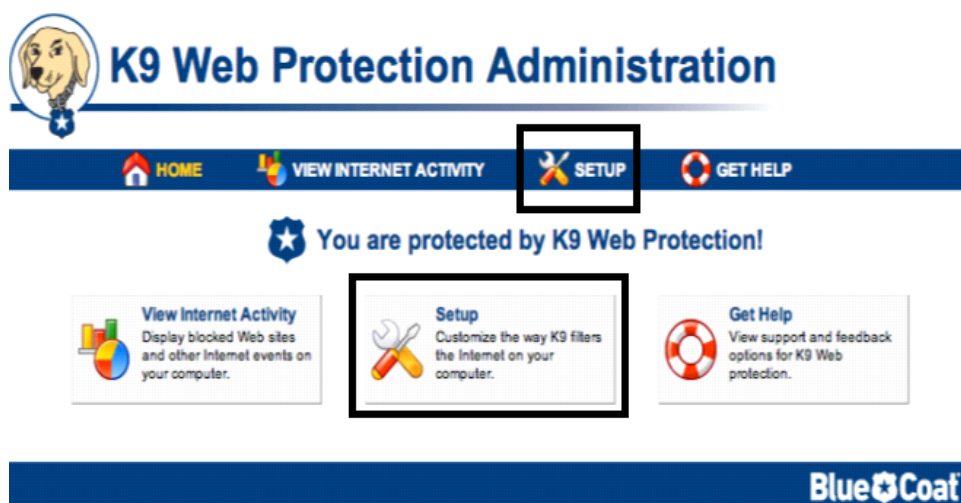 K9 Web Protection Administration
HOME VIEW INTERNET ACTIVITY SETUP GET HELP
You are protected by K9 Web Protection!
View Internet Activity
Display blocked Web sites
and other Internet events on
your computer.
Setup
Customize the way K9 filters
the Internet on your
computer.
Get Help
View support and feedback
options for K9 Web
protection.
Blue Coat